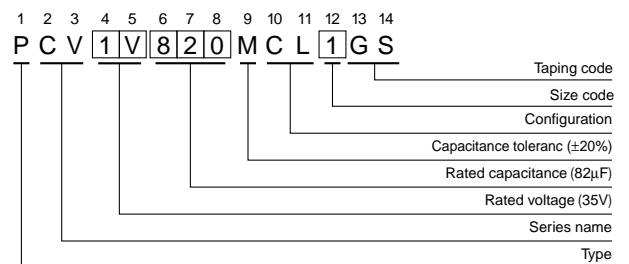 1 2 3 4 5 6 7 8 9 10 11 12 13 14
P C V 1 V 8 2 0 M C L 1 G S
Taping code
Size code
Configuration
Capacitance toleranc (±20%)
Rated capacitance (82µF)
Rated voltage (35V)
Series name
Type